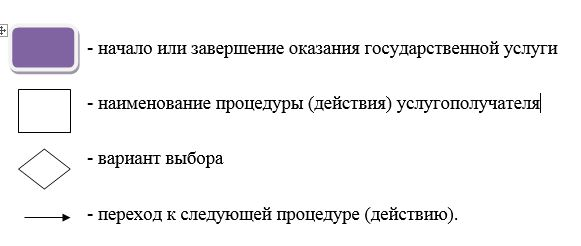 - начало или завершение оказания государственной услуги
- наименование процедуры (действия) услугополучателя
- вариант выбора
- переход к следующей процедуре (действию).